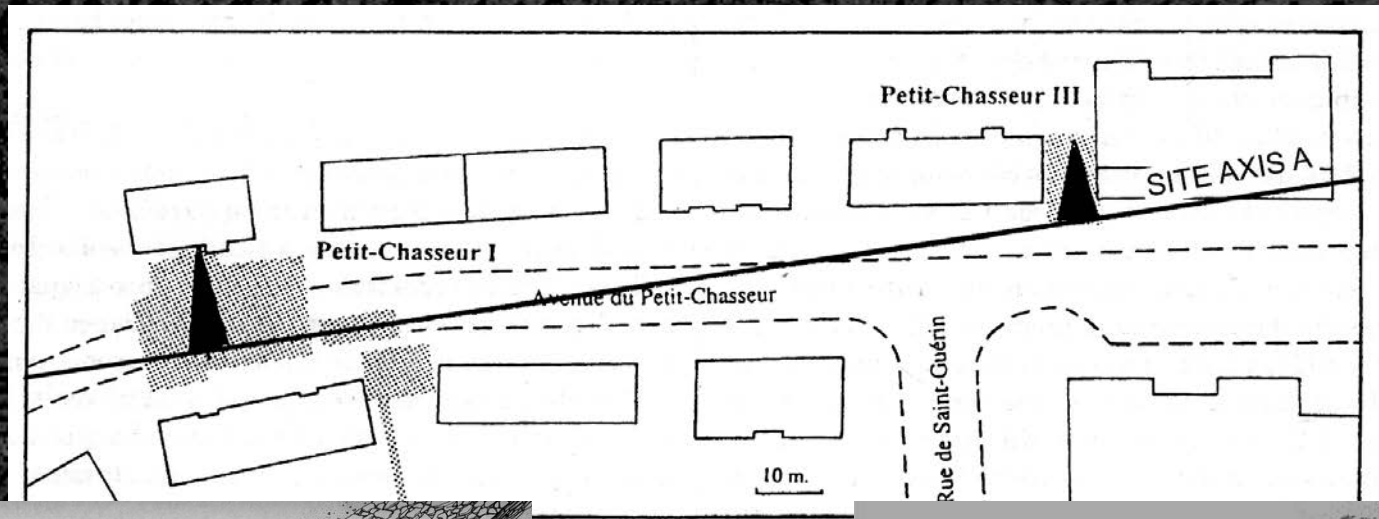 Petit-Chasseur III
SITE AXIS A
Petit-Chasseur I
Avenue du Petit-Chasseur
Rue de Saint-Guérin
10 m.